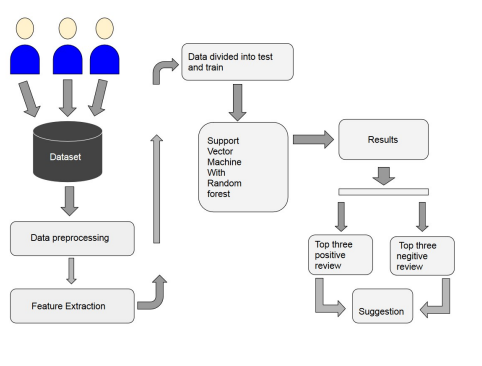 Dataset
Data preprocessing
Feature Extraction
Data divided into test
and train
Support
Vector
Machine
With
Random
forest
Results
Top three
positive
review
Top three
negitive
review
Suggestion